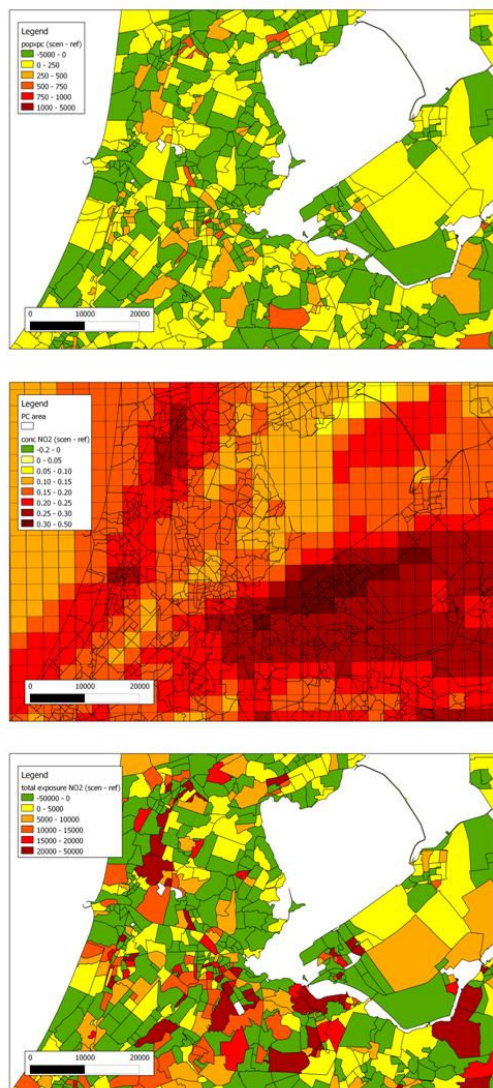 Legend
popxpc (scen - ref)
-5000 - 0
0 - 250
250 - 500
500 - 750
750 - 1000
1000 - 5000
0 10000 20000
Legend
PC area
conc NO2 (scen - ref)
-0.2 - 0
0 - 0.05
0.05 - 0.10
0.10 - 0.15
0.15 - 0.20
0.20 - 0.25
0.25 - 0.30
0.30 - 0.50
0 10000 20000
Legend
total exposure NO2 (scen - ref)
-50000 - 0
0 - 5000
5000 - 10000
10000 - 15000
15000 - 20000
20000 - 50000
0 10000 20000